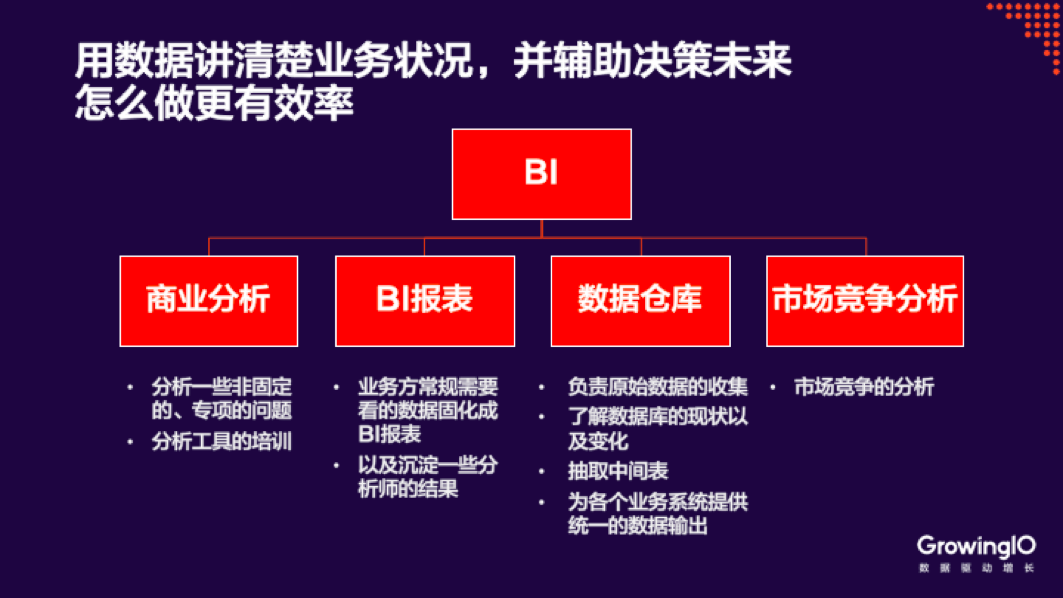 用数据讲清楚业务状况，并辅助决策未来
怎么做更有效率
BI
商业分析
BI报表
数据仓库
市场竞争分析
• 分析一些非固定
的、专项的问题
• 分析工具的培训
• 业务方常规需要
看的数据固化成
BI报表
• 以及沉淀一些分
析师的结果
• 负责原始数据的收集
• 了解数据库的现状以
及变化
• 抽取中间表
• 为各个业务系统提供
统一的数据输出
• 市场竞争的分析
GrowingIO
数据驱动增长